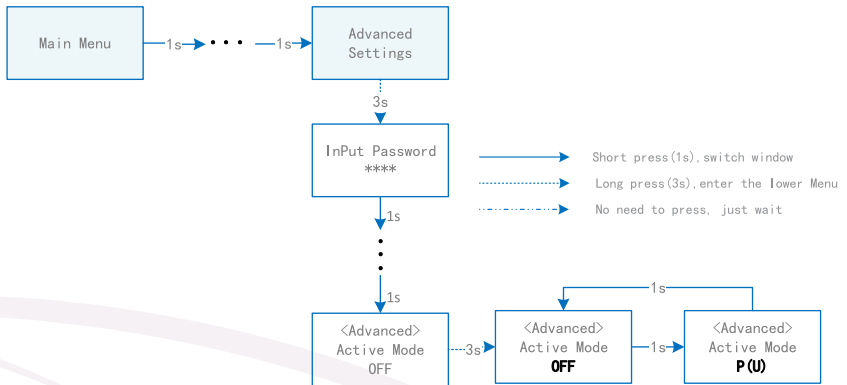 Main Menu
1s
• • •
1s
Advanced
Settings
3s
InPut Password
****
Short press(1s), switch window
Long press(3s), enter the lower Menu
No need to press, just wait
1s
1s
1s
<Advanced>
Active Mode
OFF
3s
<Advanced>
Active Mode
OFF
1s
<Advanced>
Active Mode
P(U)